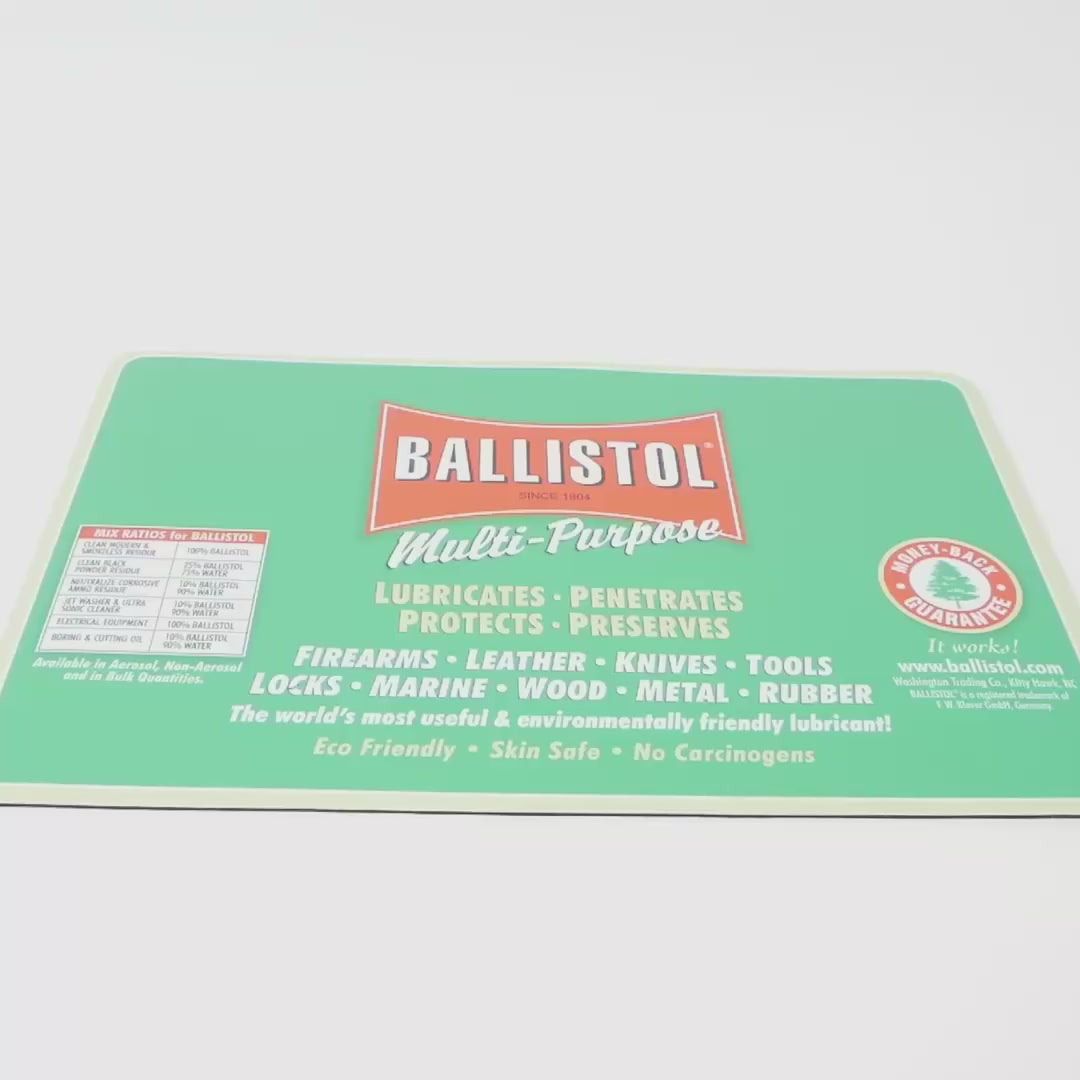 BALLISTOL®
SINCE 1904
Multi-Purpose
MIX RATIOS for BALLISTOL
CLEAN MODERN & SMOKELESS RESIDUE 100% BALLISTOL
CLEAN BLACK POWDER RESIDUE 25% BALLISTOL 75% WATER
NEUTRALIZE CORROSIVE AMMO RESIDUE 10% BALLISTOL 90% WATER
JET WASHER & ULTRA SONIC CLEANER 10% BALLISTOL 90% WATER
ELECTRICAL EQUIPMENT 100% BALLISTOL
BORING & CUTTING OIL 10% BALLISTOL 90% WATER
Available in Aerosol, Non-Aerosol
and in Bulk Quantities.
LUBRICATES · PENETRATES
PROTECTS · PRESERVES
FIREARMS · LEATHER · KNIVES · TOOLS
LOCKS · MARINE · WOOD · METAL · RUBBER
The world's most useful & environmentally friendly lubricant!
Eco Friendly • Skin Safe • No Carcinogens
MONEY-BACK
GUARANTEE
It works!
www.ballistol.com
Washington Trading Co., Kitty Hawk, NC
BALLISTOL® is a registered trademark of
F. W. Klever GmbH, Germany.